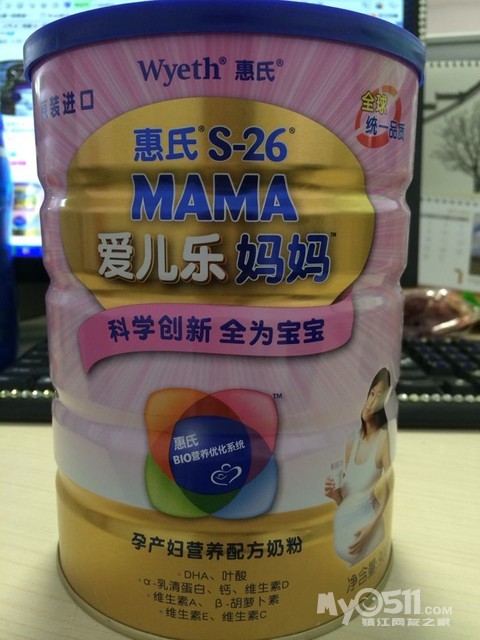 Wyeth® 惠氏®
原装进口
全球
统一品质
惠氏® S-26®
MAMA
爱儿乐 妈妈™
科学创新 全为宝宝
™
惠氏
BIO营养优化系统
孕产妇营养配方奶粉
·DHA、叶酸
·α-乳清蛋白、钙、维生素D
·维生素A、β-胡萝卜素
·维生素E、维生素C
净含量
My0511.com
镇江网友之家